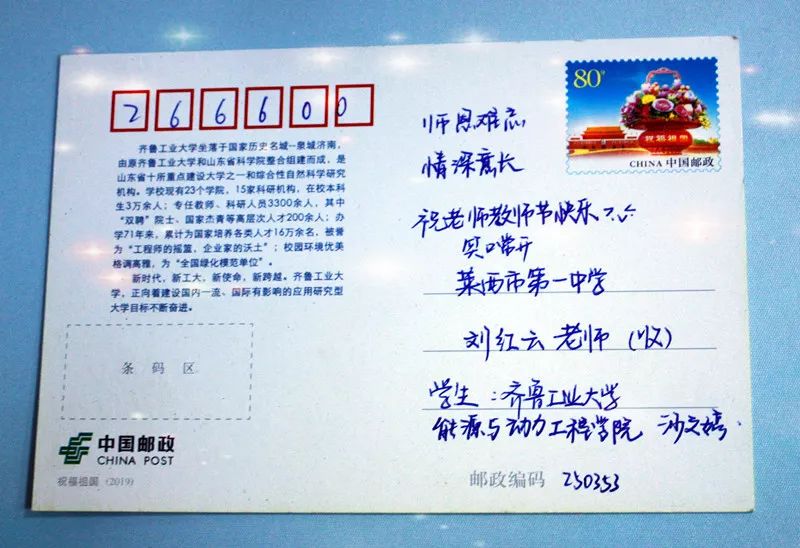 266600
齐鲁工业大学坐落于国家历史名城—泉城济南,
由原齐鲁工业大学和山东省科学院整合组建而成,是
山东省十所重点建设大学之一和综合性自然科学研究
机构。学校现有23个学院,15家科研机构,在校本科
生3万余人;专任教师、科研人员3300余人,其中
“双聘”院士、国家杰青等高层次人才200余人;办
学71年来,累计为国家培养各类人才16万余名,被誉
为“工程师的摇篮,企业家的沃土”;校园环境优美
格调高雅,为“全国绿化模范单位”。
新时代,新工大,新使命,新跨越。齐鲁工业大
学,正向着建设国内一流、国际有影响的应用研究型
大学目标不断奋进。
条码区
中国邮政
CHINA POST
祝福祖国 (2019)
80分
祝福祖国
CHINA 中国邮政
师恩难忘
情深意长
祝老师教师节快乐
笑口常开
莱西市第一中学
刘红云老师(收)
学生:齐鲁工业大学
能源与动力工程学院 沙文
邮政编码 250353